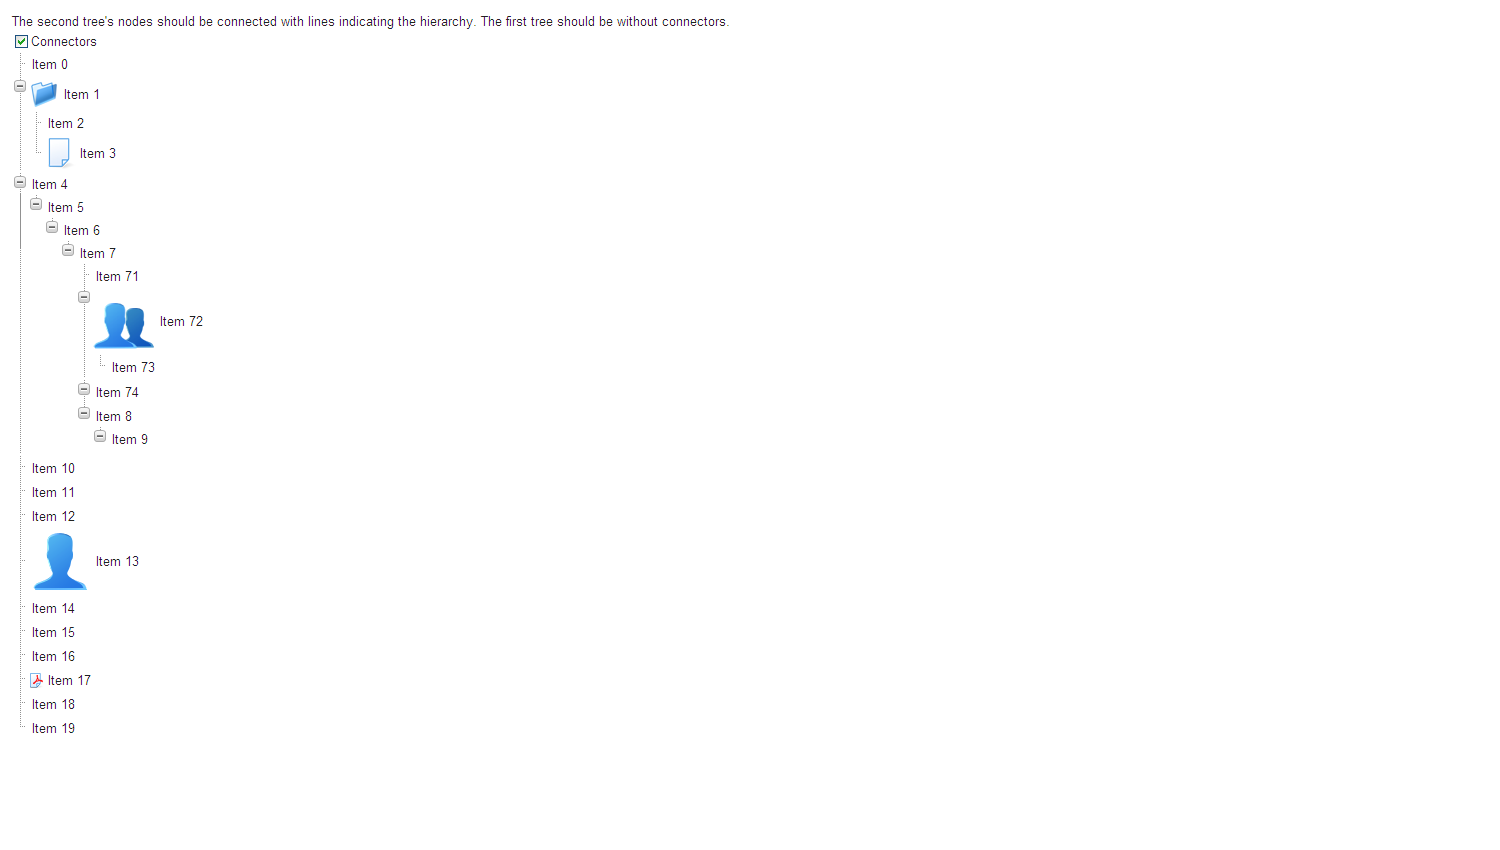 The second tree's nodes should be connected with lines indicating the hierarchy. The first tree should be without connectors.
Connectors
Item 0
Item 1
Item 2
Item 3
Item 4
Item 5
Item 6
Item 7
Item 71
Item 72
Item 73
Item 74
Item 8
Item 9
Item 10
Item 11
Item 12
Item 13
Item 14
Item 15
Item 16
Item 17
Item 18
Item 19